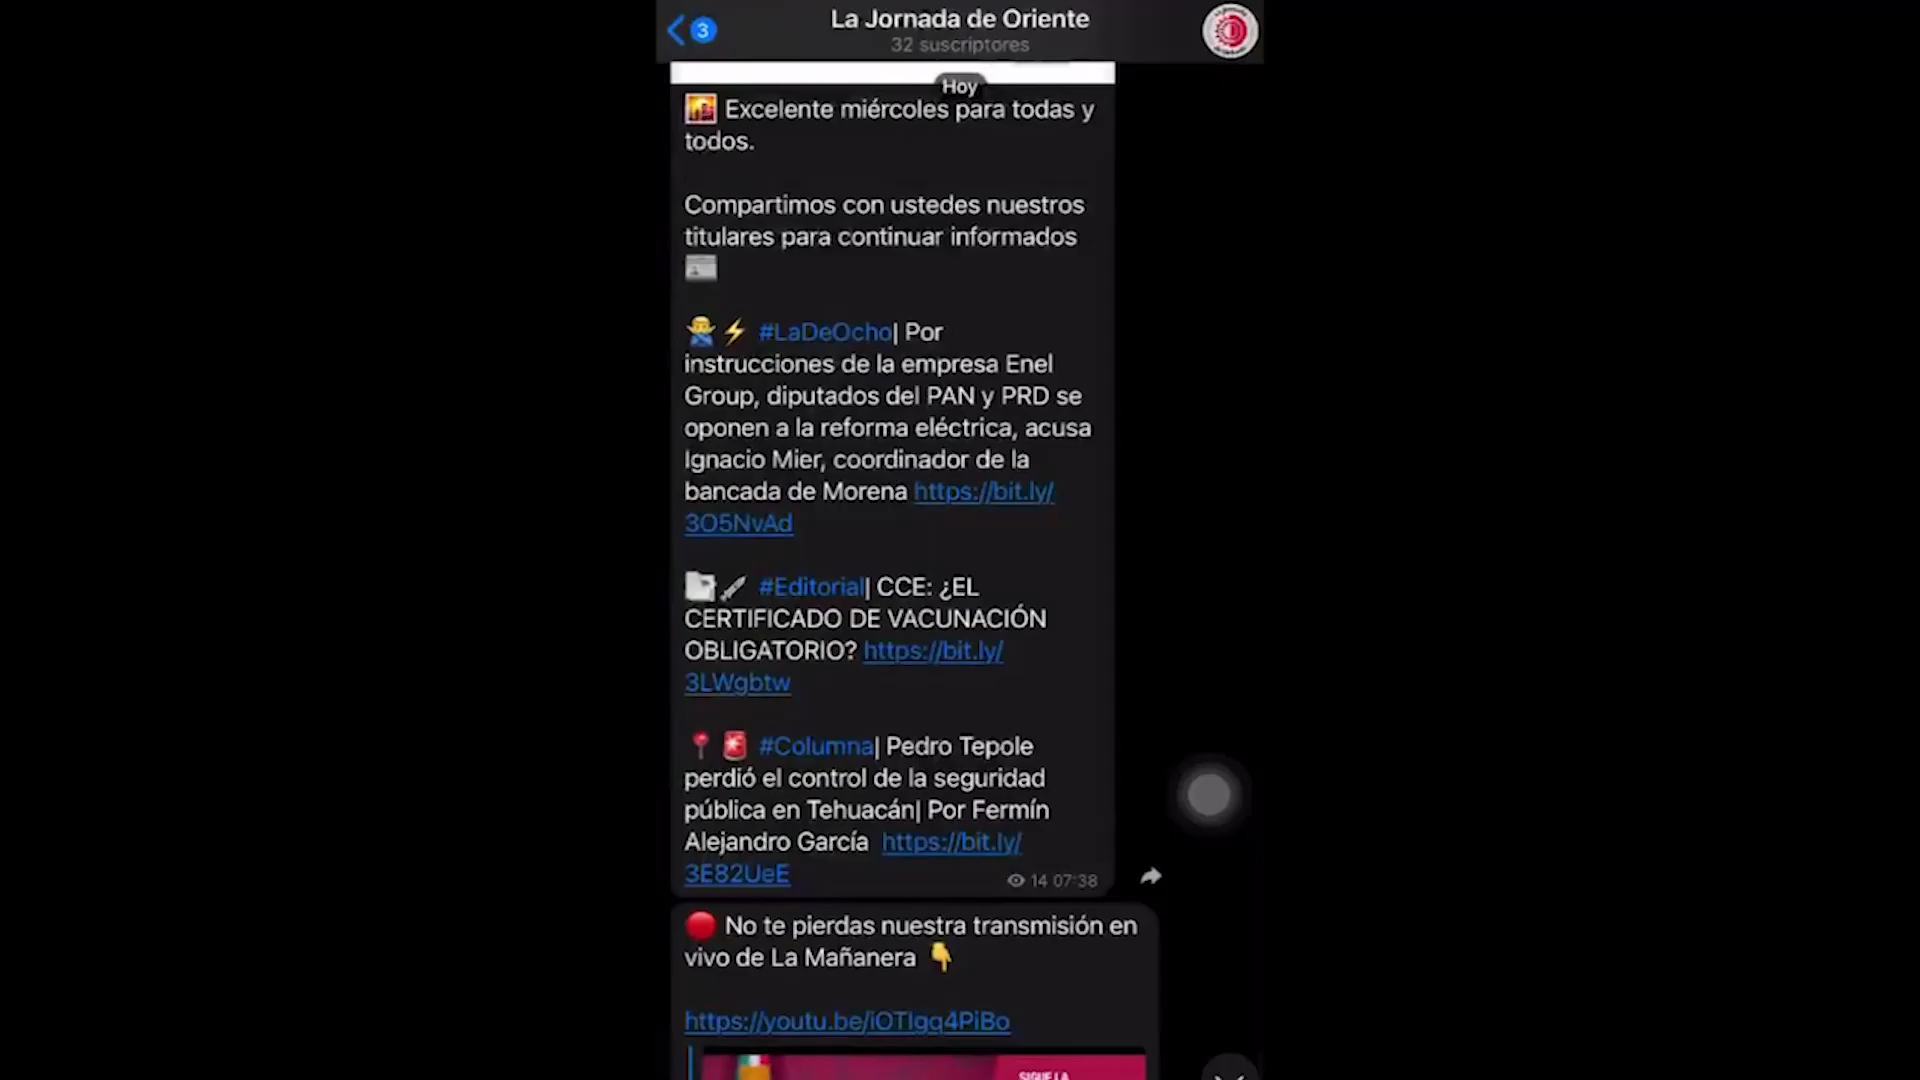 3
La Jornada de Oriente
32 suscriptores
Hoy
Excelente miércoles para todas y
todos.
Compartimos con ustedes nuestros
titulares para continuar informados
#LaDeOcho| Por
instrucciones de la empresa Enel
Group, diputados del PAN y PRD se
oponen a la reforma eléctrica, acusa
Ignacio Mier, coordinador de la
bancada de Morena https://bit.ly/
3O5NvAd
#Editorial| CCE: ¿EL
CERTIFICADO DE VACUNACIÓN
OBLIGATORIO? https://bit.ly/
3LWgbtw
#Columna| Pedro Tepole
perdió el control de la seguridad
pública en Tehuacán| Por Fermín
Alejandro García https://bit.ly/
3E82UeE
14 07:38
No te pierdas nuestra transmisión en
vivo de La Mañanera
https://youtu.be/iOTlgq4PiBo
SIGUE LA